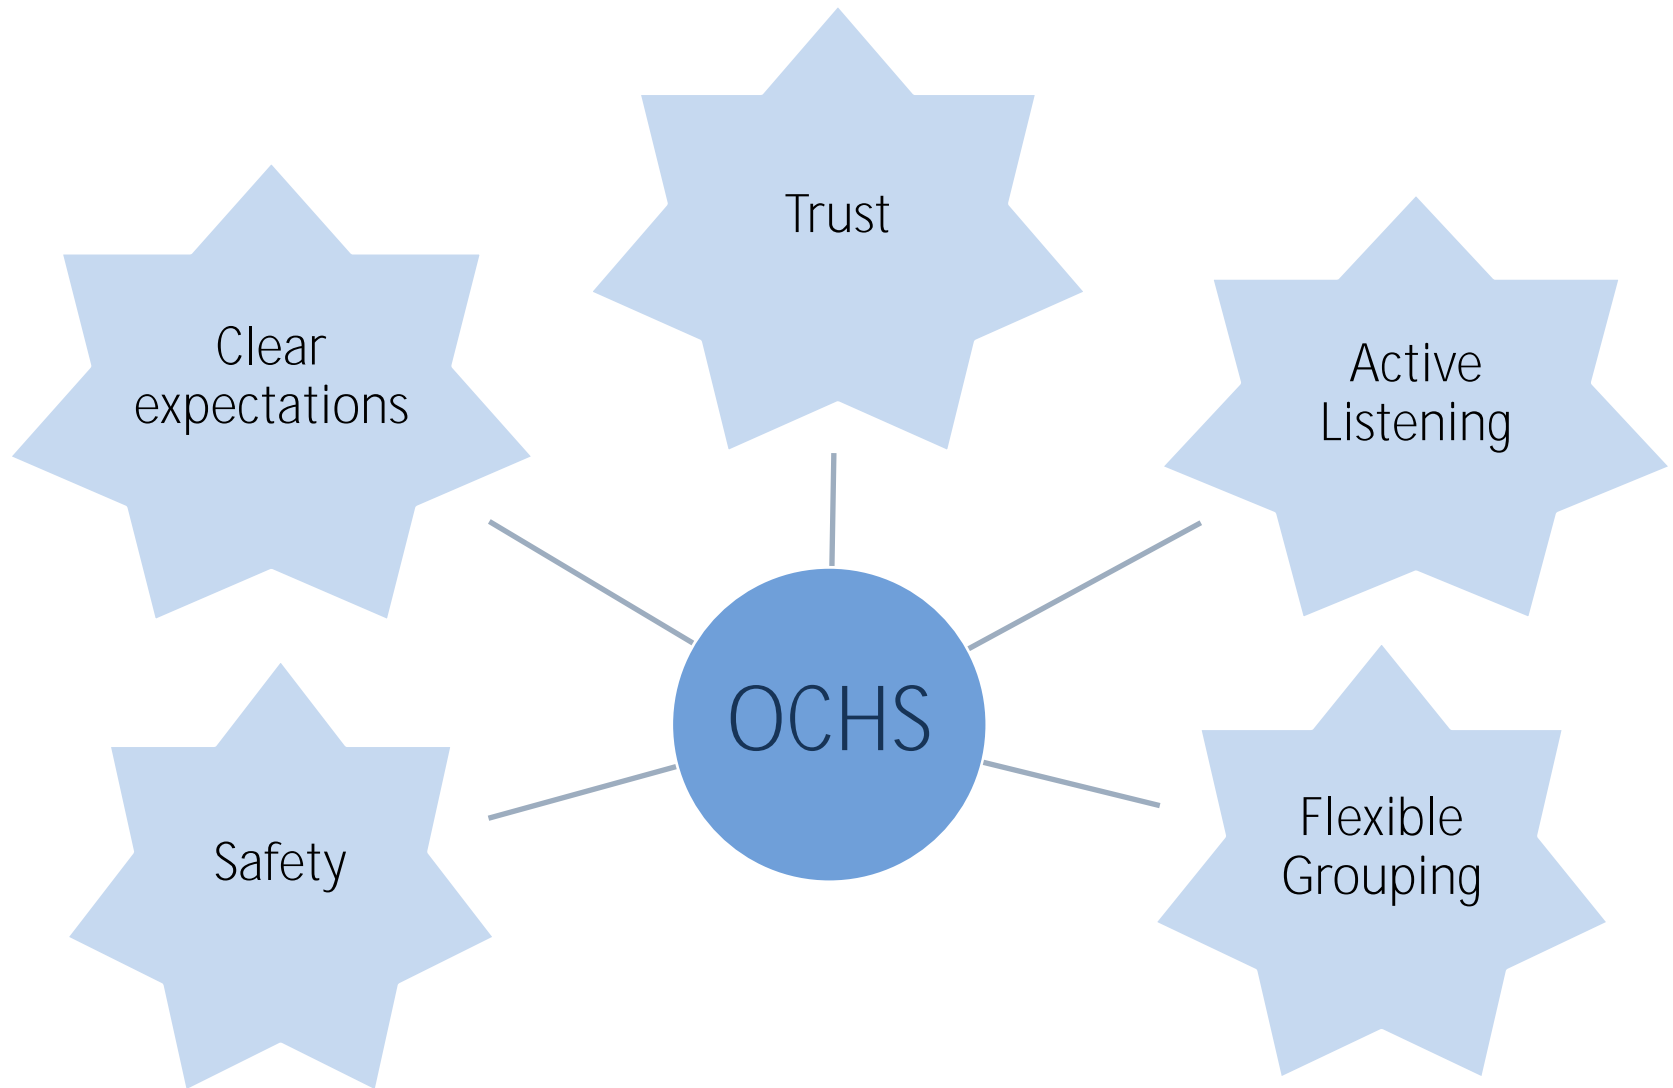 Trust
Clear
expectations
Active
Listening
OCHS
Safety
Flexible
Grouping